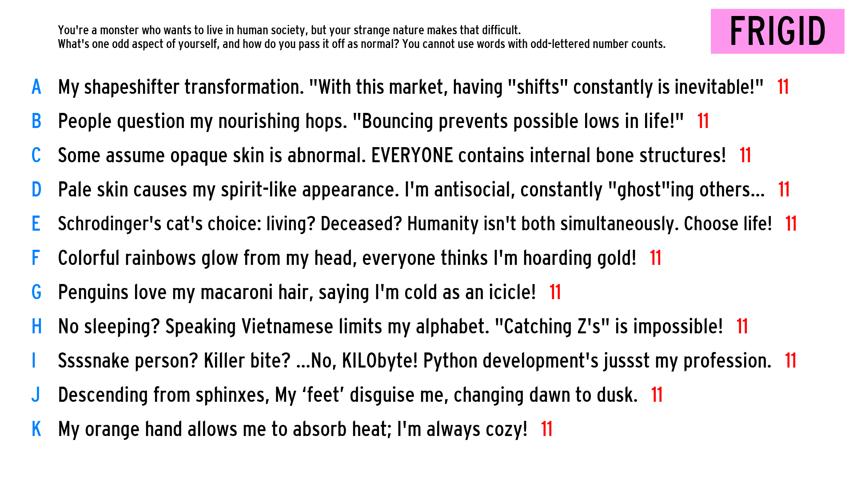 You're a monster who wants to live in human society, but your strange nature makes that difficult.
What's one odd aspect of yourself, and how do you pass it off as normal? You cannot use words with odd-lettered number counts.
FRIGID
A My shapeshifter transformation. "With this market, having "shifts" constantly is inevitable!" 11
B People question my nourishing hops. "Bouncing prevents possible lows in life!" 11
C Some assume opaque skin is abnormal. EVERYONE contains internal bone structures! 11
D Pale skin causes my spirit-like appearance. I'm antisocial, constantly "ghost"ing others... 11
E Schrodinger's cat's choice: living? Deceased? Humanity isn't both simultaneously. Choose life! 11
F Colorful rainbows glow from my head, everyone thinks I'm hoarding gold! 11
G Penguins love my macaroni hair, saying I'm cold as an icicle! 11
H No sleeping? Speaking Vietnamese limits my alphabet. "Catching Z's" is impossible! 11
I Ssssnake person? Killer bite? ...No, KILObyte! Python development's jussst my profession. 11
J Descending from sphinxes, My ‘feet’ disguise me, changing dawn to dusk. 11
K My orange hand allows me to absorb heat; I'm always cozy! 11